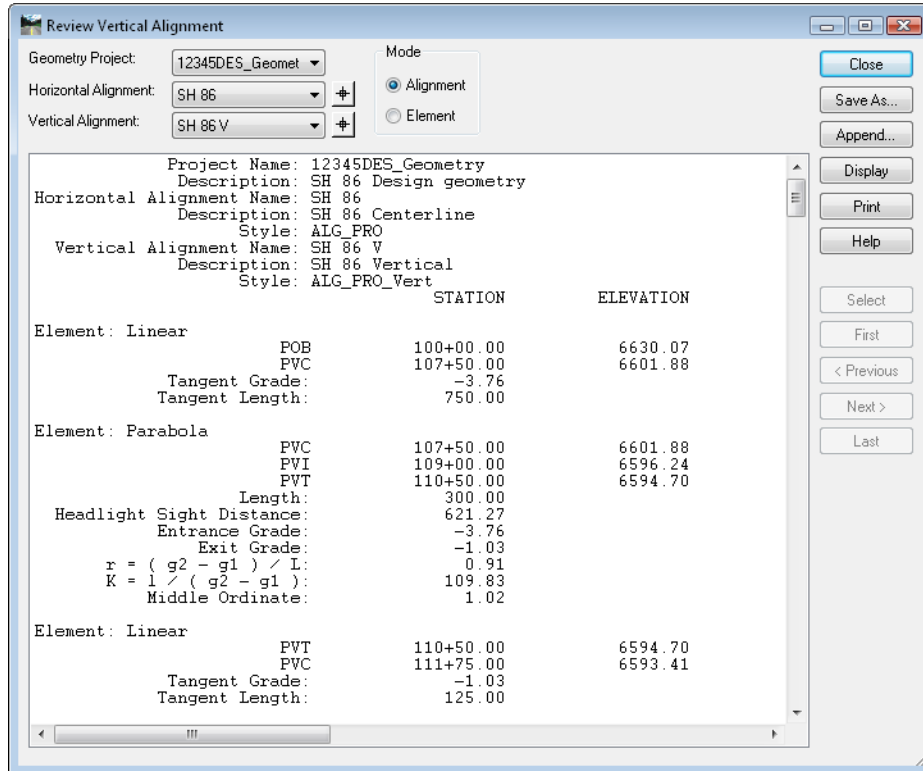 Review Vertical Alignment
Geometry Project: 12345DES_Geomet
Horizontal Alignment: SH 86
Vertical Alignment: SH 86 V
Mode
Alignment
Element
Close
Save As...
Append...
Display
Print
Help
Select
First
< Previous
Next >
Last
Project Name: 12345DES_Geometry
Description: SH 86 Design geometry
Horizontal Alignment Name: SH 86
Description: SH 86 Centerline
Style: ALG_PRO
Vertical Alignment Name: SH 86 V
Description: SH 86 Vertical
Style: ALG_PRO_Vert
STATION ELEVATION
Element: Linear
POB 100+00.00 6630.07
PVC 107+50.00 6601.88
Tangent Grade: -3.76
Tangent Length: 750.00
Element: Parabola
PVC 107+50.00 6601.88
PVI 109+00.00 6596.24
PVT 110+50.00 6594.70
Length: 300.00
Headlight Sight Distance: 621.27
Entrance Grade: -3.76
Exit Grade: -1.03
r = ( g2 - g1 ) / L: 0.91
K = l / ( g2 - g1 ): 109.83
Middle Ordinate: 1.02
Element: Linear
PVT 110+50.00 6594.70
PVC 111+75.00 6593.41
Tangent Grade: -1.03
Tangent Length: 125.00